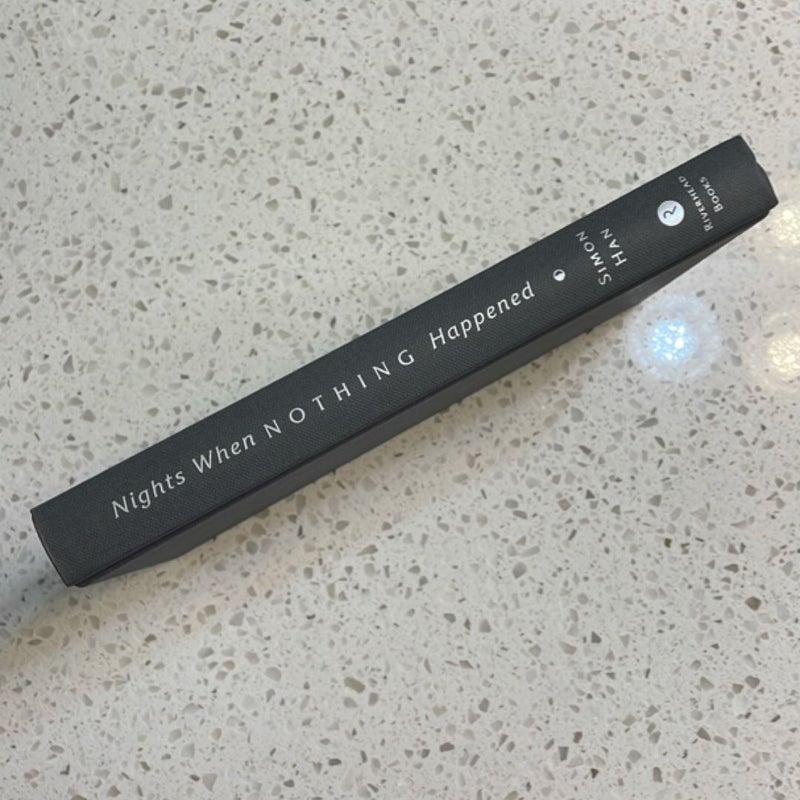 Nights When NOTHING Happened
SIMON
HAN
RIVERHEAD
BOOKS